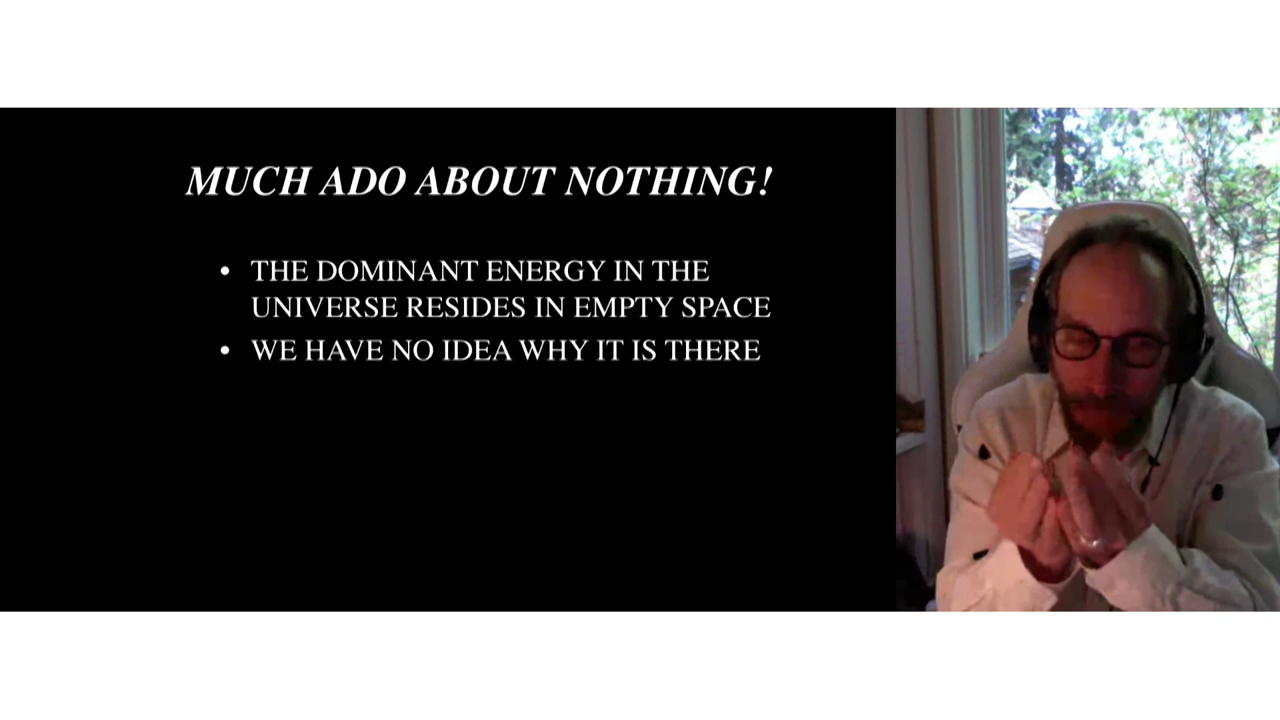 MUCH ADO ABOUT NOTHING!
• THE DOMINANT ENERGY IN THE
UNIVERSE RESIDES IN EMPTY SPACE
• WE HAVE NO IDEA WHY IT IS THERE